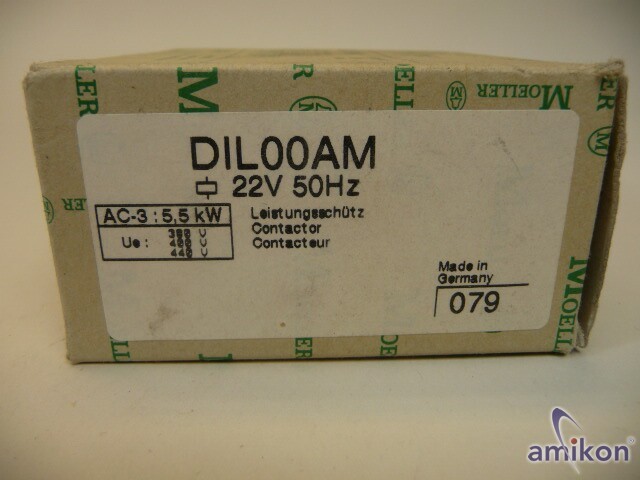 MOELLER
DIL00AM
22V 50Hz
AC-3 : 5,5 kW
Ue : 380 V
400 V
440 V
Leistungsschütz
Contactor
Contacteur
Made in
Germany
079
MOELLER
MOELLER
amikon®